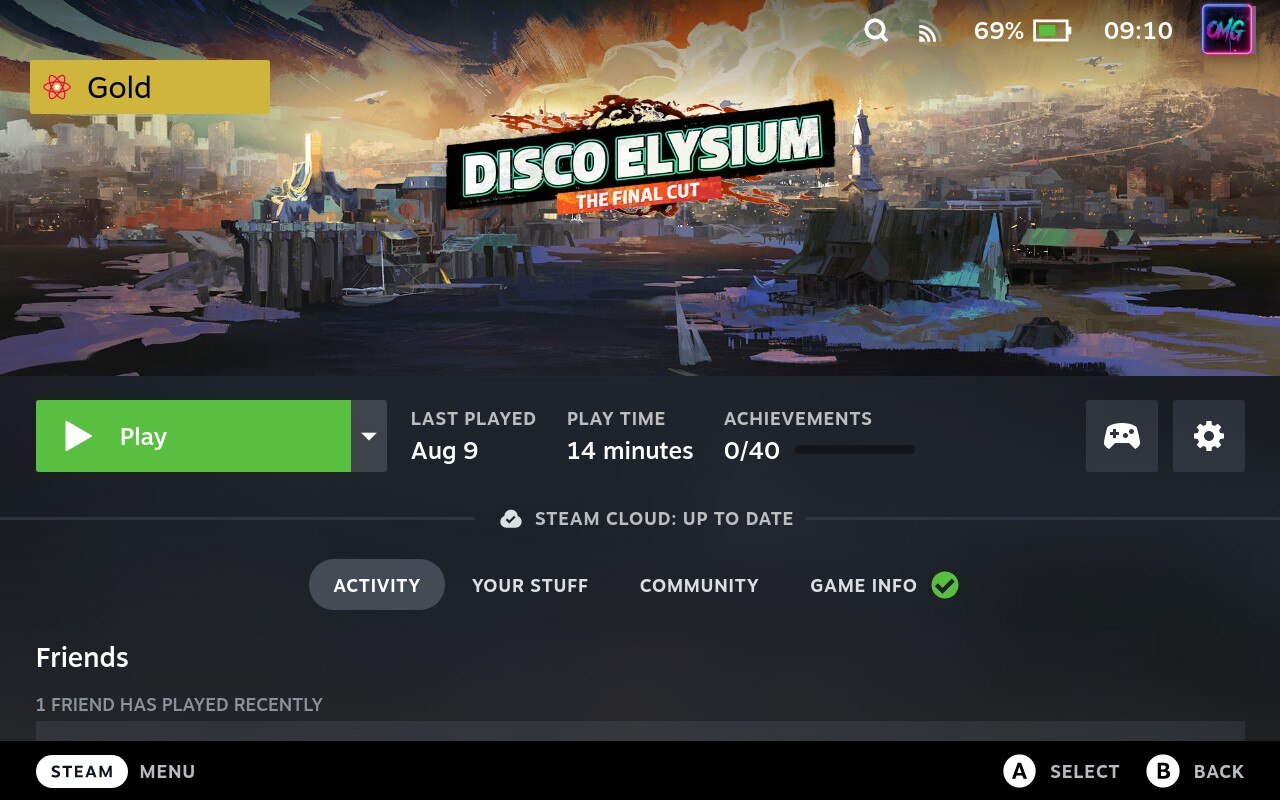 69%
09:10
OMG
Gold
DISCO ELYSIUM
THE FINAL CUT
Play
LAST PLAYED
Aug 9
PLAY TIME
14 minutes
ACHIEVEMENTS
0/40
STEAM CLOUD: UP TO DATE
ACTIVITY
YOUR STUFF
COMMUNITY
GAME INFO
Friends
1 FRIEND HAS PLAYED RECENTLY
STEAM
MENU
A
SELECT
B
BACK